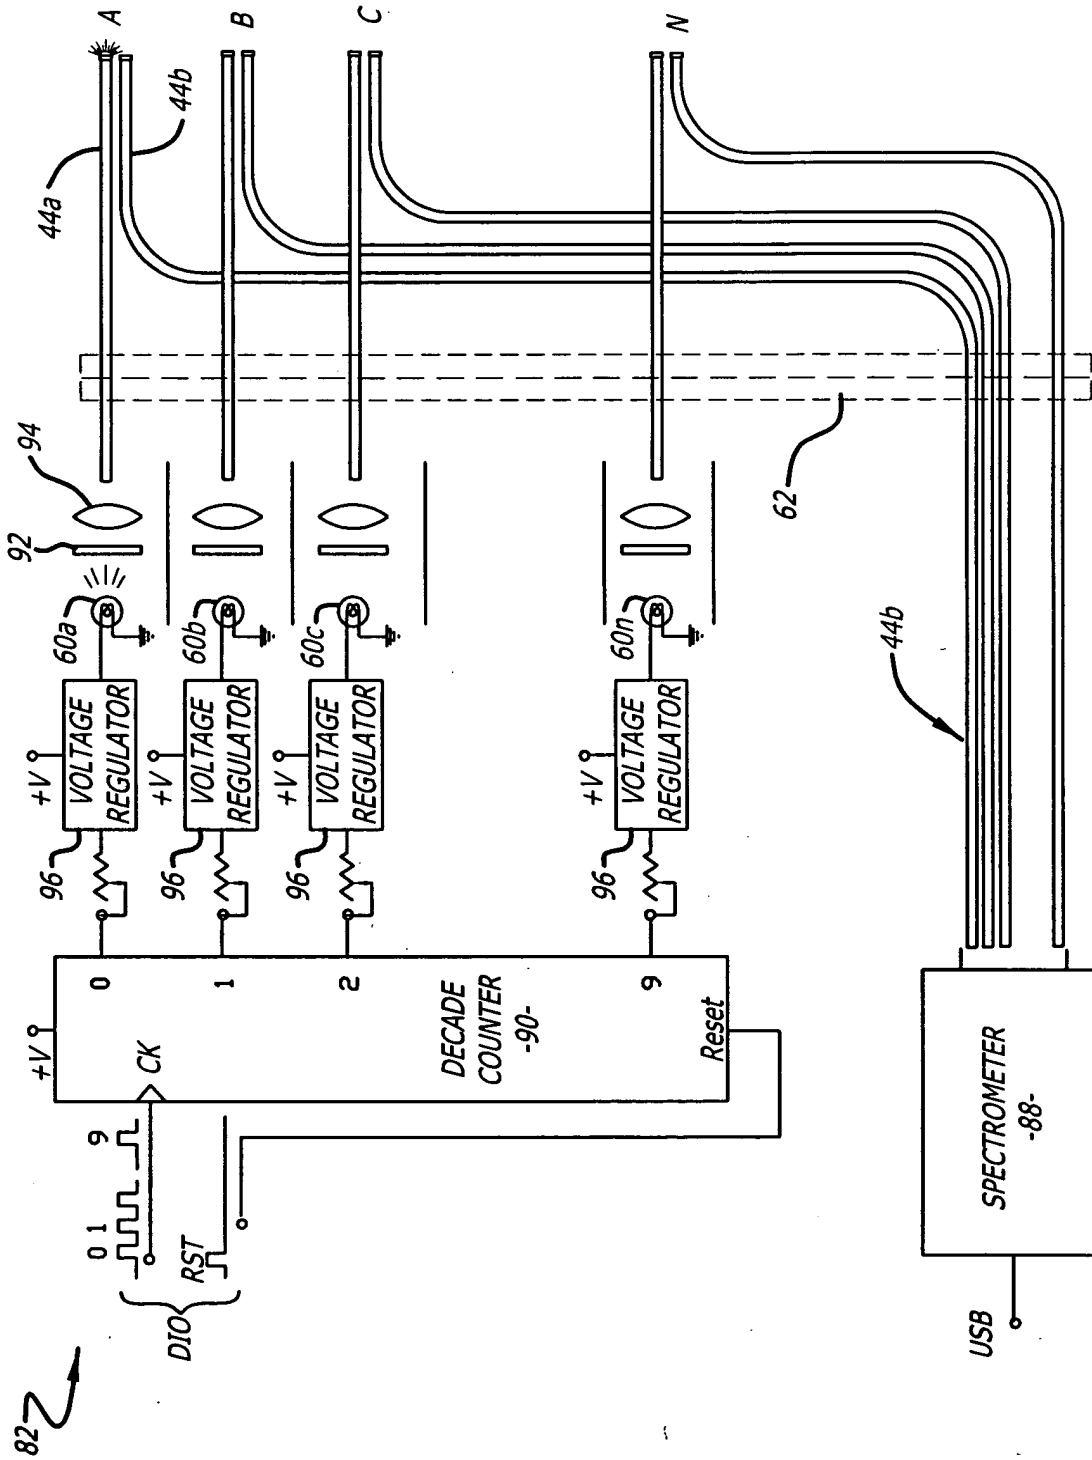 82
DIO
0 1 9
RST
+V
CK
0
1
2
9
DECADE
COUNTER
-90-
Reset
96
96
96
96
+V
VOLTAGE
REGULATOR
+V
VOLTAGE
REGULATOR
+V
VOLTAGE
REGULATOR
+V
VOLTAGE
REGULATOR
60a
60b
60c
60n
92
94
62
44a
44b
A
B
C
N
44b
USB
SPECTROMETER
-88-